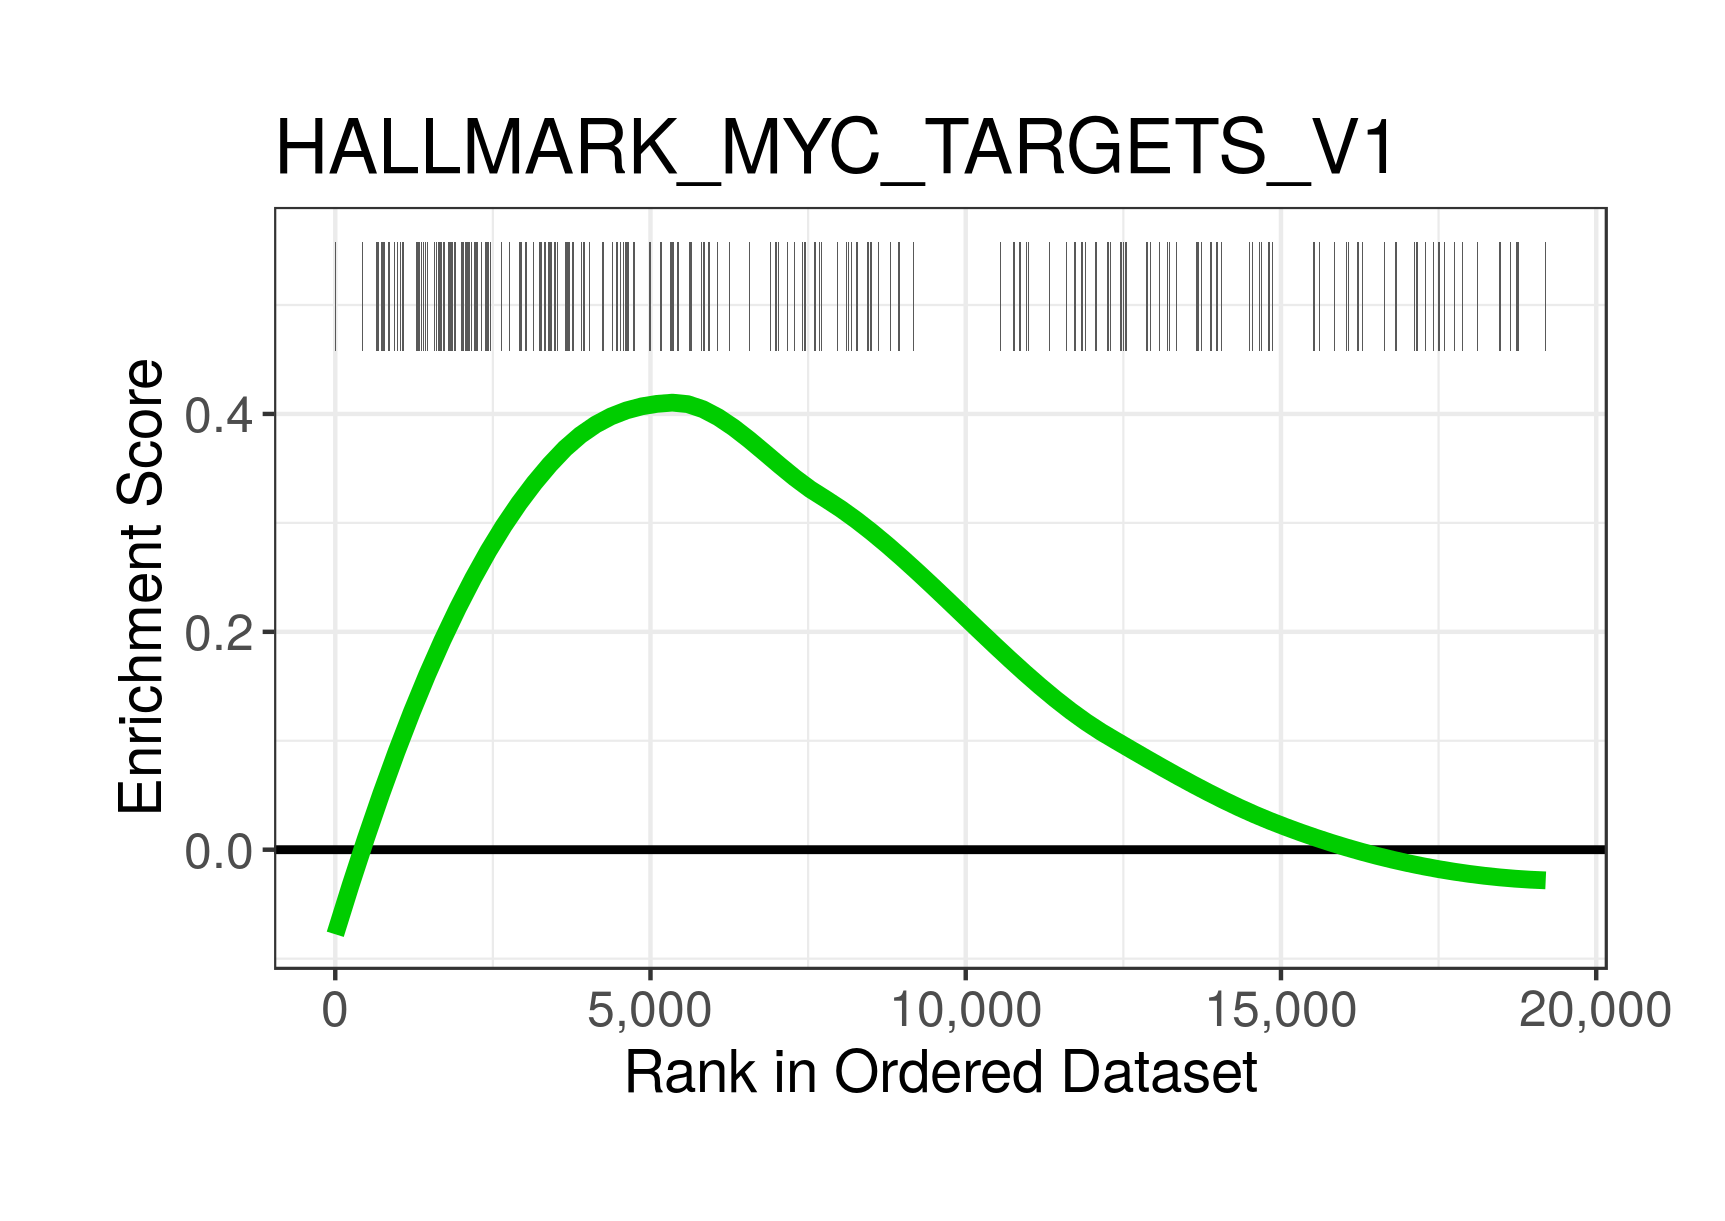 HALLMARK_MYC_TARGETS_V1
Enrichment Score
0.4
0.2
0.0
0 5,000 10,000 15,000 20,000
Rank in Ordered Dataset